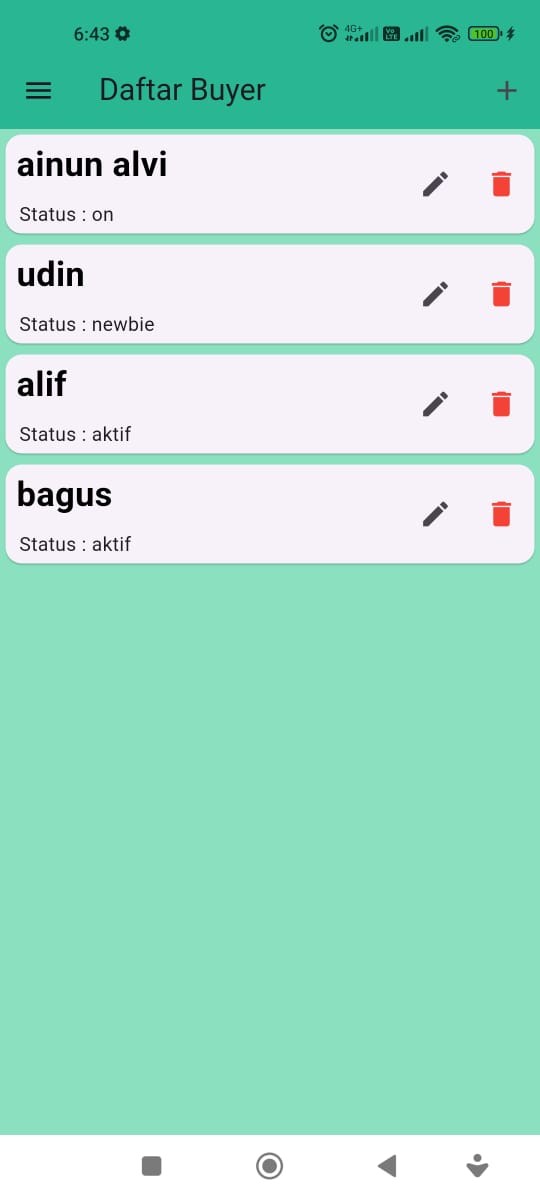 6:43
4G+
Vo
LTE
100
Daftar Buyer
ainun alvi
Status : on
udin
Status : newbie
alif
Status : aktif
bagus
Status : aktif